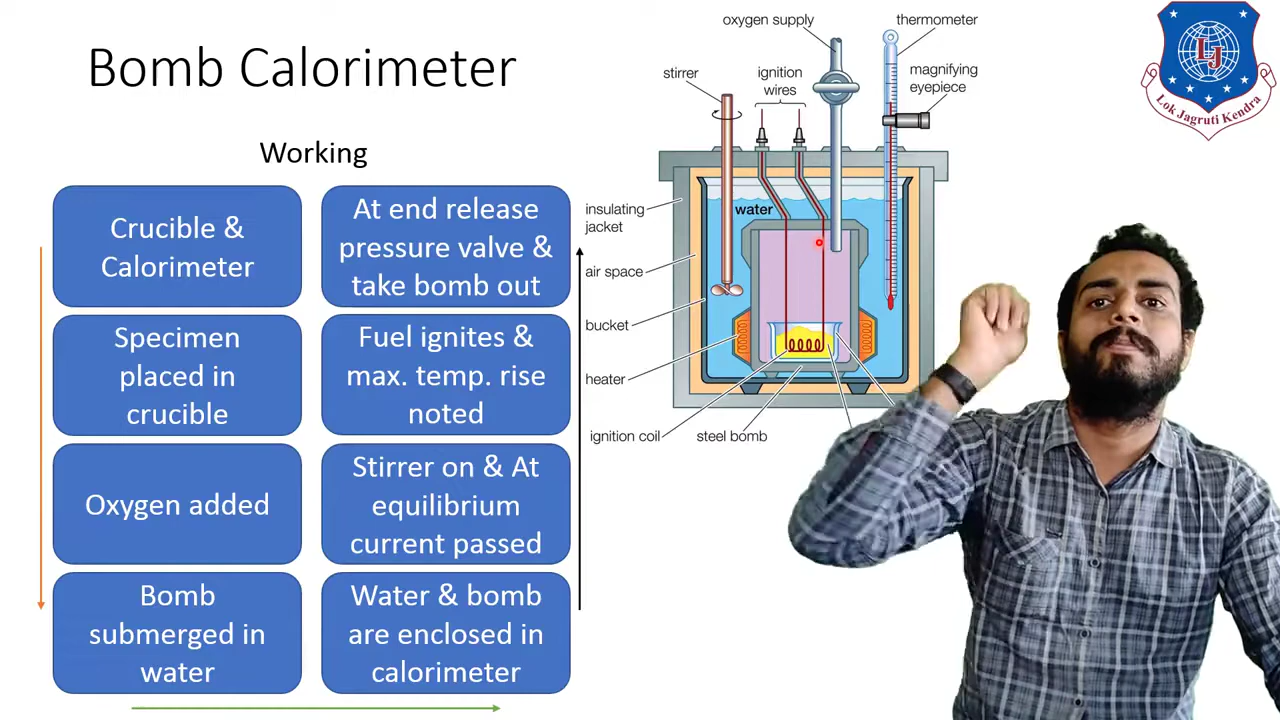 Bomb Calorimeter
Working
Crucible &
Calorimeter
Specimen
placed in
crucible
Oxygen added
Bomb
submerged in
water
Water & bomb
are enclosed in
calorimeter
Stirrer on & At
equilibrium
current passed
Fuel ignites &
max. temp. rise
noted
At end release
pressure valve &
take bomb out
oxygen supply
thermometer
stirrer
ignition
wires
magnifying
eyepiece
insulating
jacket
water
air space
bucket
heater
ignition coil
steel bomb
LJ
Lok Jagruti Kendra